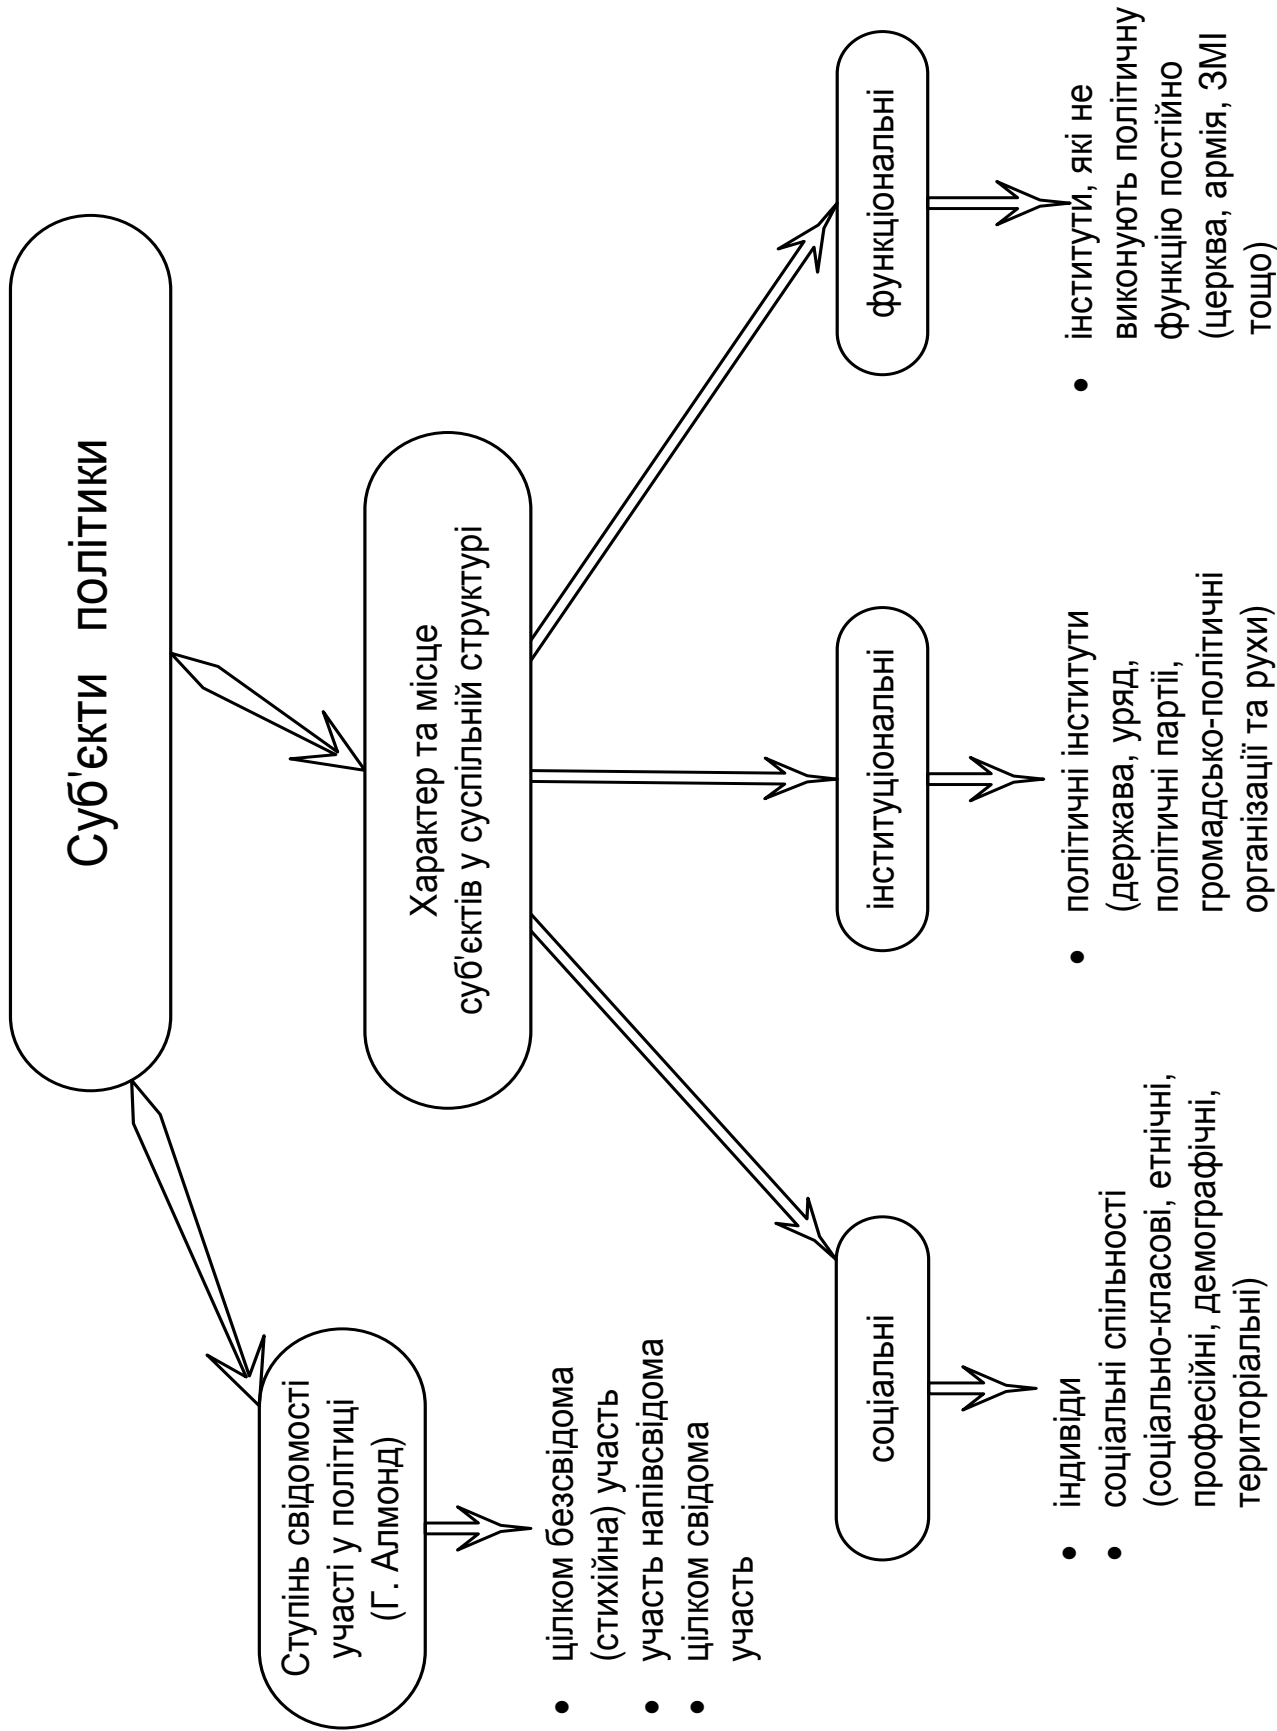 Суб'єкти політики
Ступінь свідомості
участі у політиці
(Г. Алмонд)
• цілком безсвідома
(стихійна) участь
• участь напівсвідома
• цілком свідома
участь
Характер та місце
суб'єктів у суспільній структурі
соціальні
• індивіди
• соціальні спільності
(соціально-класові, етнічні,
професійні, демографічні,
територіальні)
інституціональні
• політичні інститути
(держава, уряд,
політичні партії,
громадсько-політичні
організації та рухи)
функціональні
• інститути, які не
виконують політичну
функцію постійно
(церква, армія, ЗМІ
тощо)